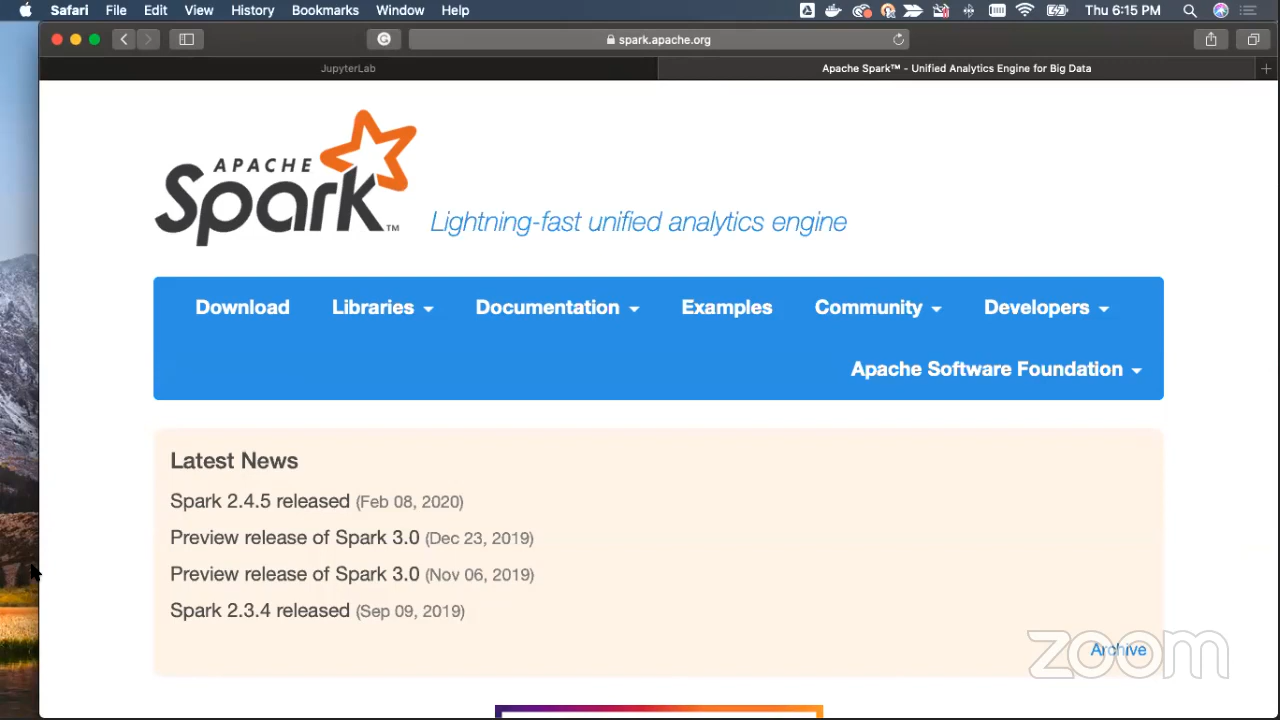 Safari File Edit View History Bookmarks Window Help Thu 6:15 PM
spark.apache.org
JupyterLab Apache Spark™ - Unified Analytics Engine for Big Data
APACHE
Spark™ Lightning-fast unified analytics engine
Download Libraries Documentation Examples Community Developers
Apache Software Foundation
Latest News
Spark 2.4.5 released (Feb 08, 2020)
Preview release of Spark 3.0 (Dec 23, 2019)
Preview release of Spark 3.0 (Nov 06, 2019)
Spark 2.3.4 released (Sep 09, 2019)
Archive
zoom